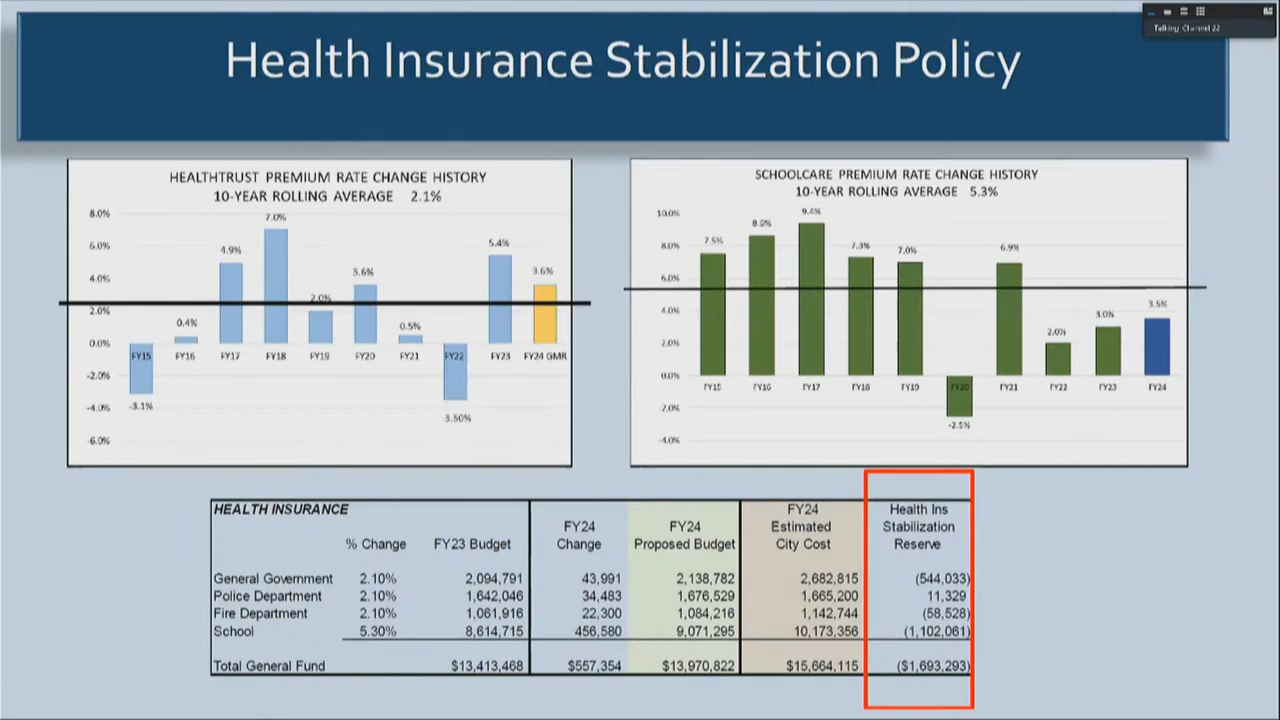 Talking: Channel 22
Health Insurance Stabilization Policy
HEALTHTRUST PREMIUM RATE CHANGE HISTORY
10-YEAR ROLLING AVERAGE 2.1%
8.0%
6.0%
4.0%
2.0%
0.0%
-2.0%
-4.0%
-6.0%
-3.1%
0.4%
4.9%
7.0%
2.0%
3.6%
0.5%
3.50%
5.4%
3.6%
FY15 FY16 FY17 FY18 FY19 FY20 FY21 FY22 FY23 FY24 GMR
SCHOOLCARE PREMIUM RATE CHANGE HISTORY
10-YEAR ROLLING AVERAGE 5.3%
10.0%
8.0%
6.0%
4.0%
2.0%
0.0%
2.0%
-4.0%
7.5%
8.6%
9.4%
7.3%
7.0%
-2.5%
6.9%
2.0%
3.0%
3.5%
FY15 FY16 FY17 FY18 FY19 FY20 FY21 FY22 FY23 FY24
HEALTH INSURANCE
% Change FY23 Budget FY24 Change FY24 Proposed Budget FY24 Estimated City Cost Health Ins Stabilization Reserve
General Government 2.10% 2,094,791 43,991 2,138,782 2,682,815 (544,033)
Police Department 2.10% 1,642,046 34,483 1,676,529 1,665,200 11,329
Fire Department 2.10% 1,061,916 22,300 1,084,216 1,142,744 (58,528)
School 5.30% 8,614,715 456,580 9,071,295 10,173,356 (1,102,061)
Total General Fund $13,413,468 $557,354 $13,970,822 $15,664,115 ($1,693,293)